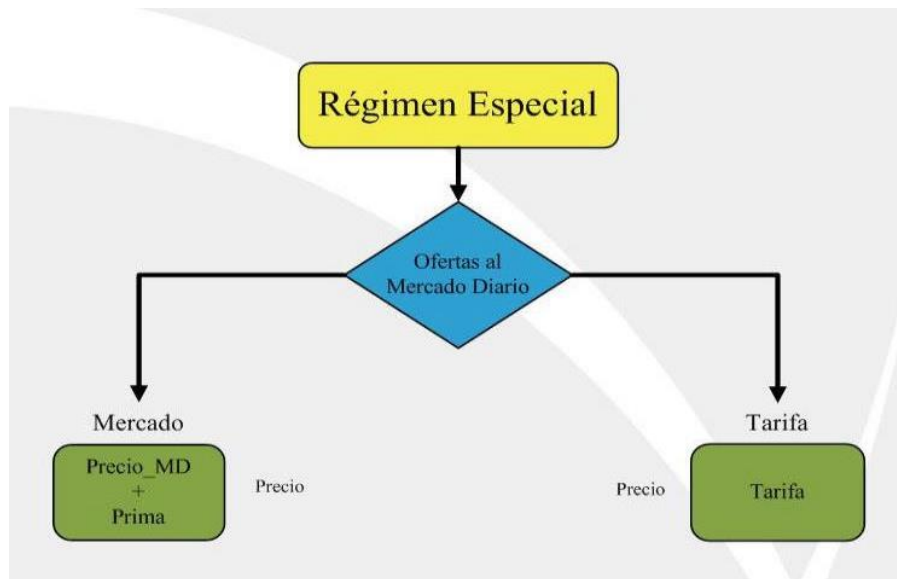 Régimen Especial
Ofertas al
Mercado Diario
Mercado
Precio_MD
+
Prima
Precio
Tarifa
Precio
Tarifa